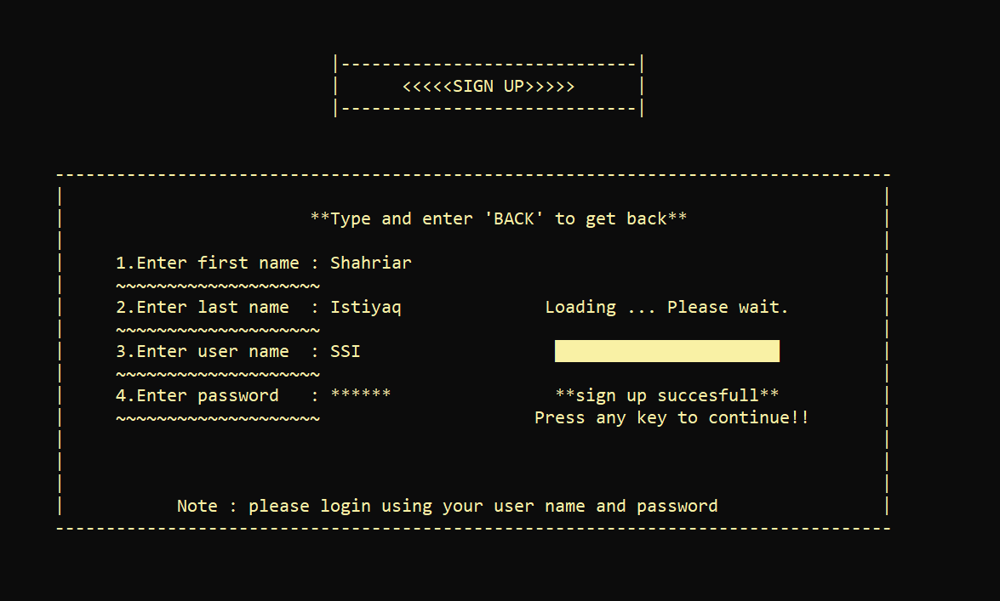 |-----------------------------|
| <<<<<SIGN UP>>>>> |
|-----------------------------|
----------------------------------------------------------------------------------
**Type and enter 'BACK' to get back**
1.Enter first name : Shahriar
~~~~~~~~~~~~~~~~~~~~
2.Enter last name  : Istiyaq Loading ... Please wait.
~~~~~~~~~~~~~~~~~~~~
3.Enter user name  : SSI
~~~~~~~~~~~~~~~~~~~~
4.Enter password   : ****** **sign up succesfull**
~~~~~~~~~~~~~~~~~~~~ Press any key to continue!!
Note : please login using your user name and password
----------------------------------------------------------------------------------